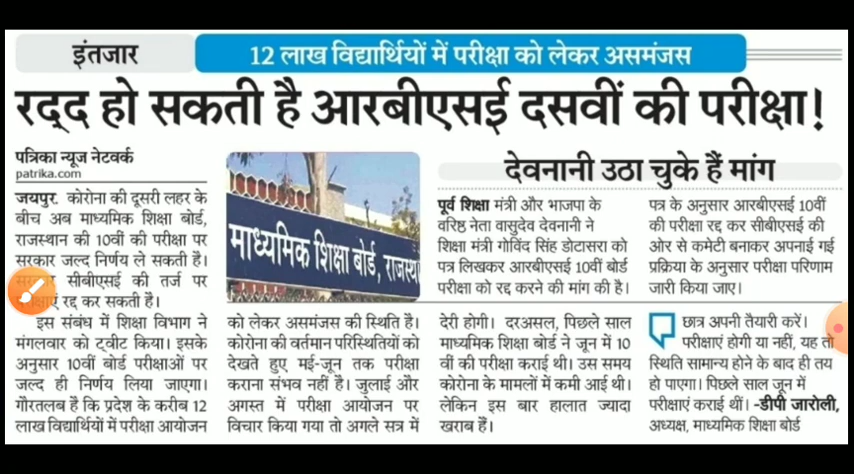 इंतजार
12 लाख विद्यार्थियों में परीक्षा को लेकर असमंजस
रद्द हो सकती है आरबीएसई दसवीं की परीक्षा!
पत्रिका न्यूज नेटवर्क
patrika.com
जयपुर. कोरोना की दूसरी लहर के
बीच अब माध्यमिक शिक्षा बोर्ड,
राजस्थान की 10वीं की परीक्षा पर
सरकार जल्द निर्णय ले सकती है।
सीबीएसई की तर्ज पर
रद्द कर सकती है।
इस संबंध में शिक्षा विभाग ने
मंगलवार को ट्वीट किया। इसके
अनुसार 10वीं बोर्ड परीक्षाओं पर
जल्द ही निर्णय लिया जाएगा।
गौरतलब है कि प्रदेश के करीब 12
लाख विद्यार्थियों में परीक्षा आयोजन
माध्यमिक शिक्षा बोर्ड, राजस्थ
को लेकर असमंजस की स्थिति है।
कोरोना की वर्तमान परिस्थितियों को
देखते हुए मई-जून तक परीक्षा
कराना संभव नहीं है। जुलाई और
अगस्त में परीक्षा आयोजन पर
विचार किया गया तो अगले सत्र में
देरी होगी। दरअसल, पिछले साल
माध्यमिक शिक्षा बोर्ड ने जून में 10
वीं की परीक्षा कराई थी। उस समय
कोरोना के मामलों में कमी आई थी।
लेकिन इस बार हालात ज्यादा
खराब हैं।
देवनानी उठा चुके हैं मांग
पूर्व शिक्षा मंत्री और भाजपा के
वरिष्ठ नेता वासुदेव देवनानी ने
शिक्षा मंत्री गोविंद सिंह डोटासरा को
पत्र लिखकर आरबीएसई 10वीं बोर्ड
परीक्षा को रद्द करने की मांग की है।
पत्र के अनुसार आरबीएसई 10वीं
की परीक्षा रद्द कर सीबीएसई की
ओर से कमेटी बनाकर अपनाई गई
प्रक्रिया के अनुसार परीक्षा परिणाम
जारी किया जाए।
छात्र अपनी तैयारी करें।
परीक्षाएं होगी या नहीं, यह तो
स्थिति सामान्य होने के बाद ही तय
हो पाएगा। पिछले साल जून में
परीक्षाएं कराई थीं। -डीपी जारोली,
अध्यक्ष, माध्यमिक शिक्षा बोर्ड